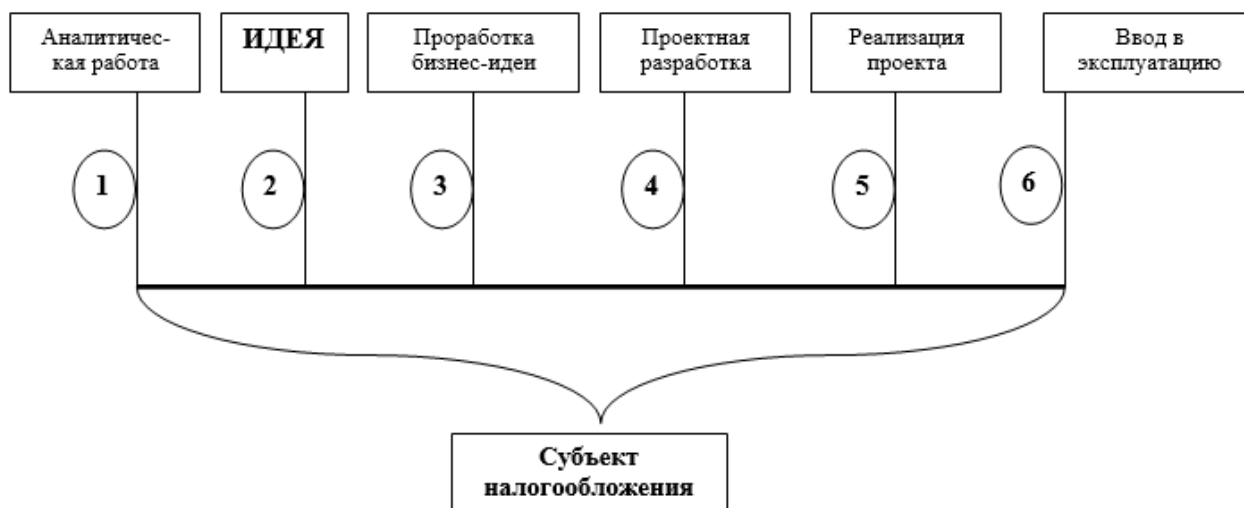 Аналитичес-
кая работа
ИДЕЯ
Проработка
бизнес-идеи
Проектная
разработка
Реализация
проекта
Ввод в
эксплуатацию
1
2
3
4
5
6
Субъект
налогообложения